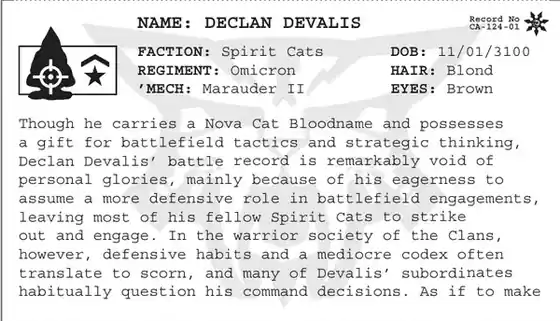 NAME: DECLAN DEVALIS
Record No
CA-124-01
FACTION: Spirit Cats
DOB: 11/01/3100
REGIMENT: Omicron
HAIR: Blond
'MECH: Marauder II
EYES: Brown
Though he carries a Nova Cat Bloodname and possesses
a gift for battlefield tactics and strategic thinking,
Declan Devalis' battle record is remarkably void of
personal glories, mainly because of his eagerness to
assume a more defensive role in battlefield engagements,
leaving most of his fellow Spirit Cats to strike
out and engage. In the warrior society of the Clans,
however, defensive habits and a mediocre codex often
translate to scorn, and many of Devalis' subordinates
habitually question his command decisions. As if to make